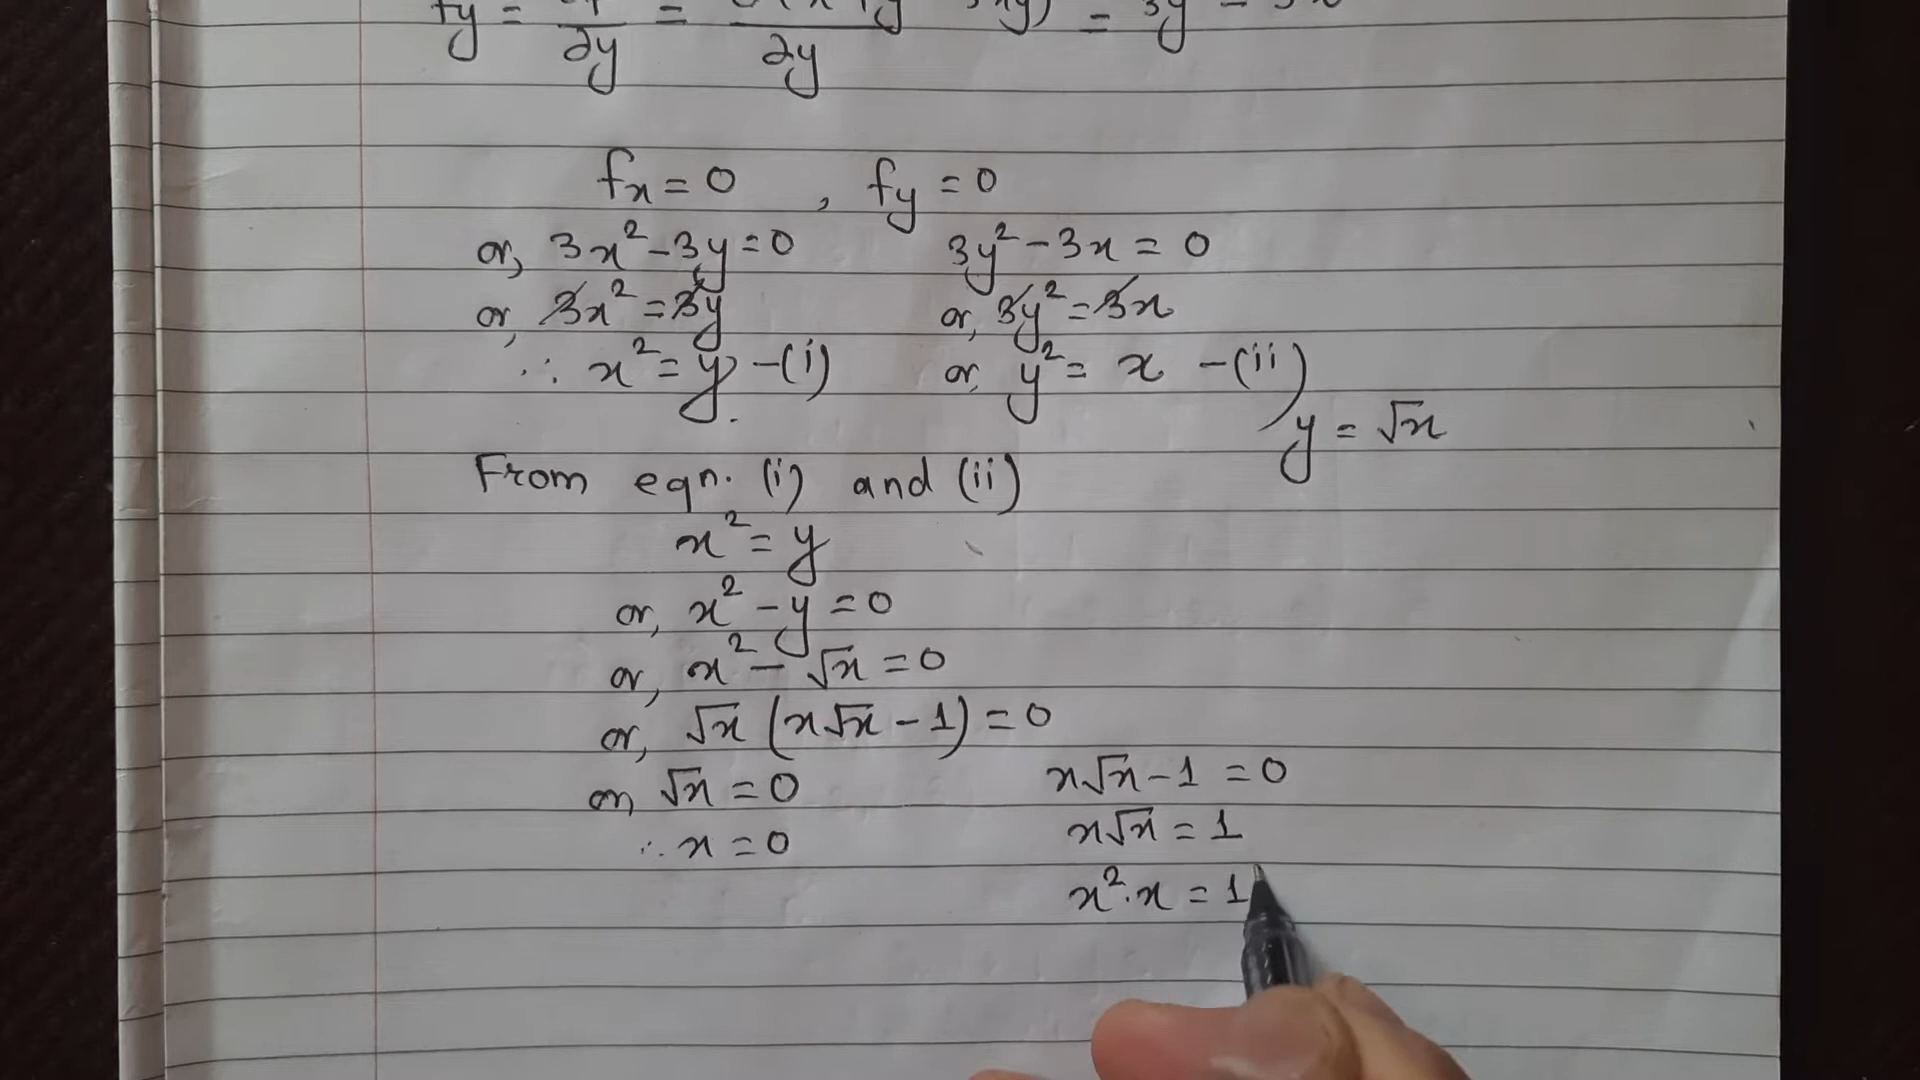 fy = ∂f/∂y = /∂y = 3y
fx = 0 , fy = 0
or, 3x² - 3y = 0 3y² - 3x = 0
or, 3x² = 3y or, 3y² = 3x
∴ x² = y -(i) or, y² = x -(ii)
y = √x
From eqn. (i) and (ii)
x² = y
or, x² - y = 0
or, x² - √x = 0
or, √x (x√x - 1) = 0
or, √x = 0 x√x - 1 = 0
∴ x = 0 x√x = 1
x².x = 1